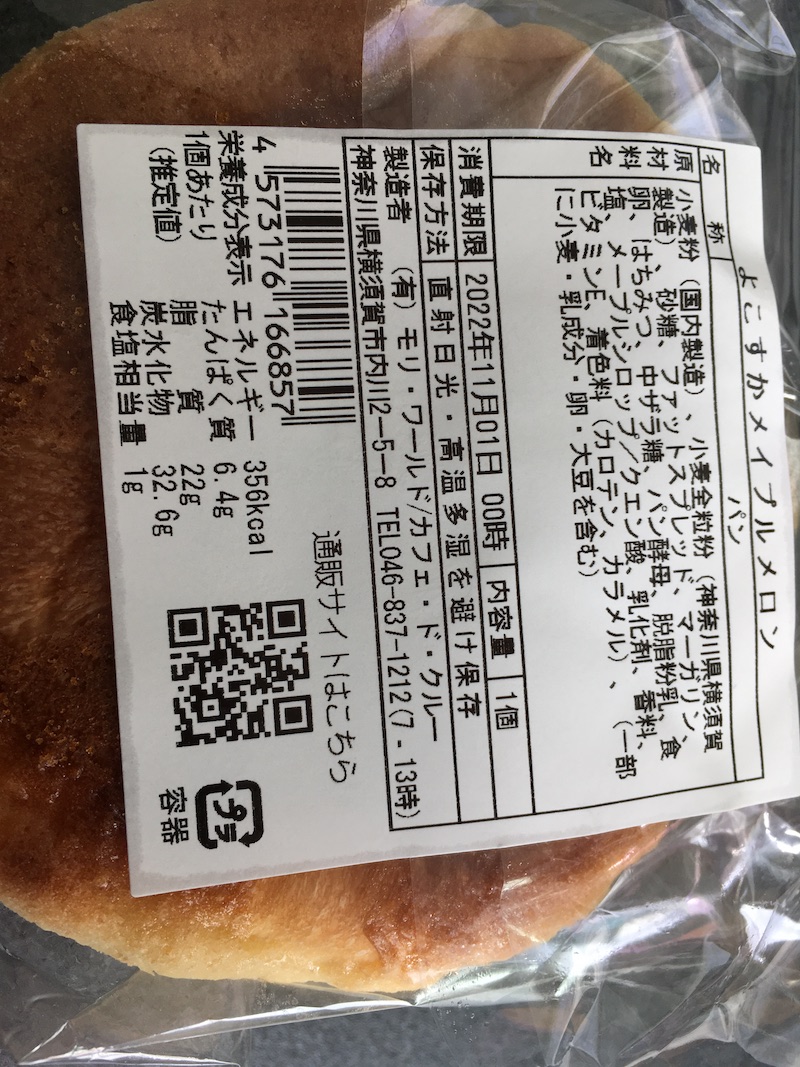 よこすかメイプルメロン
名称 パン
原材料名 小麦粉(国内製造)、小麦全粒粉(神奈川県横須賀
製造)、砂糖、ファットスプレッド、マーガリン、
卵、はちみつ、中ザラ糖、パン酵母、脱脂粉乳、食
塩、メープルシロップ/クエン酸、乳化剤、香料、
ビタミンE、着色料(カロテン、カラメル)、(一部
に小麦・乳成分・卵・大豆を含む)
消費期限 2022年11月01日 00時 内容量 1個
保存方法 直射日光・高温多湿を避け保存
製造者 (有)モリ・ワールド/カフェ・ド・クルー
神奈川県横須賀市内川2-5-8 TEL046-837-1212(7-13時)
4 573176 166857
栄養成分表示
1個あたり
(推定値)
エネルギー 356kcal
たんぱく質 6.4g
脂質 22g
炭水化物 32.6g
食塩相当量 1g
通販サイトはこちら
プラ
容器